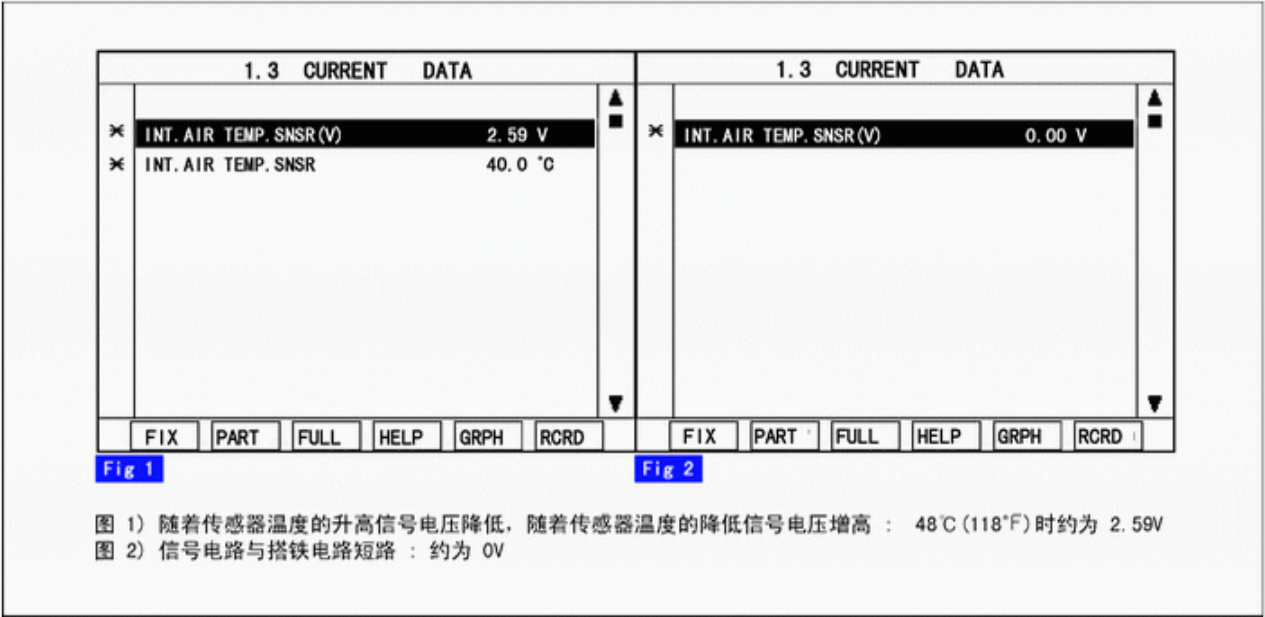 1.3 CURRENT DATA
INT.AIR TEMP.SNSR(V) 2.59 V
INT.AIR TEMP.SNSR 40.0 ℃
FIX PART FULL HELP GRPH RCRD
Fig 1
1.3 CURRENT DATA
INT.AIR TEMP.SNSR(V) 0.00 V
FIX PART FULL HELP GRPH RCRD
Fig 2
图 1) 随着传感器温度的升高信号电压降低, 随着传感器温度的降低信号电压增高 : 48℃(118℉)时约为 2.59V
图 2) 信号电路与搭铁电路短路 : 约为 0V